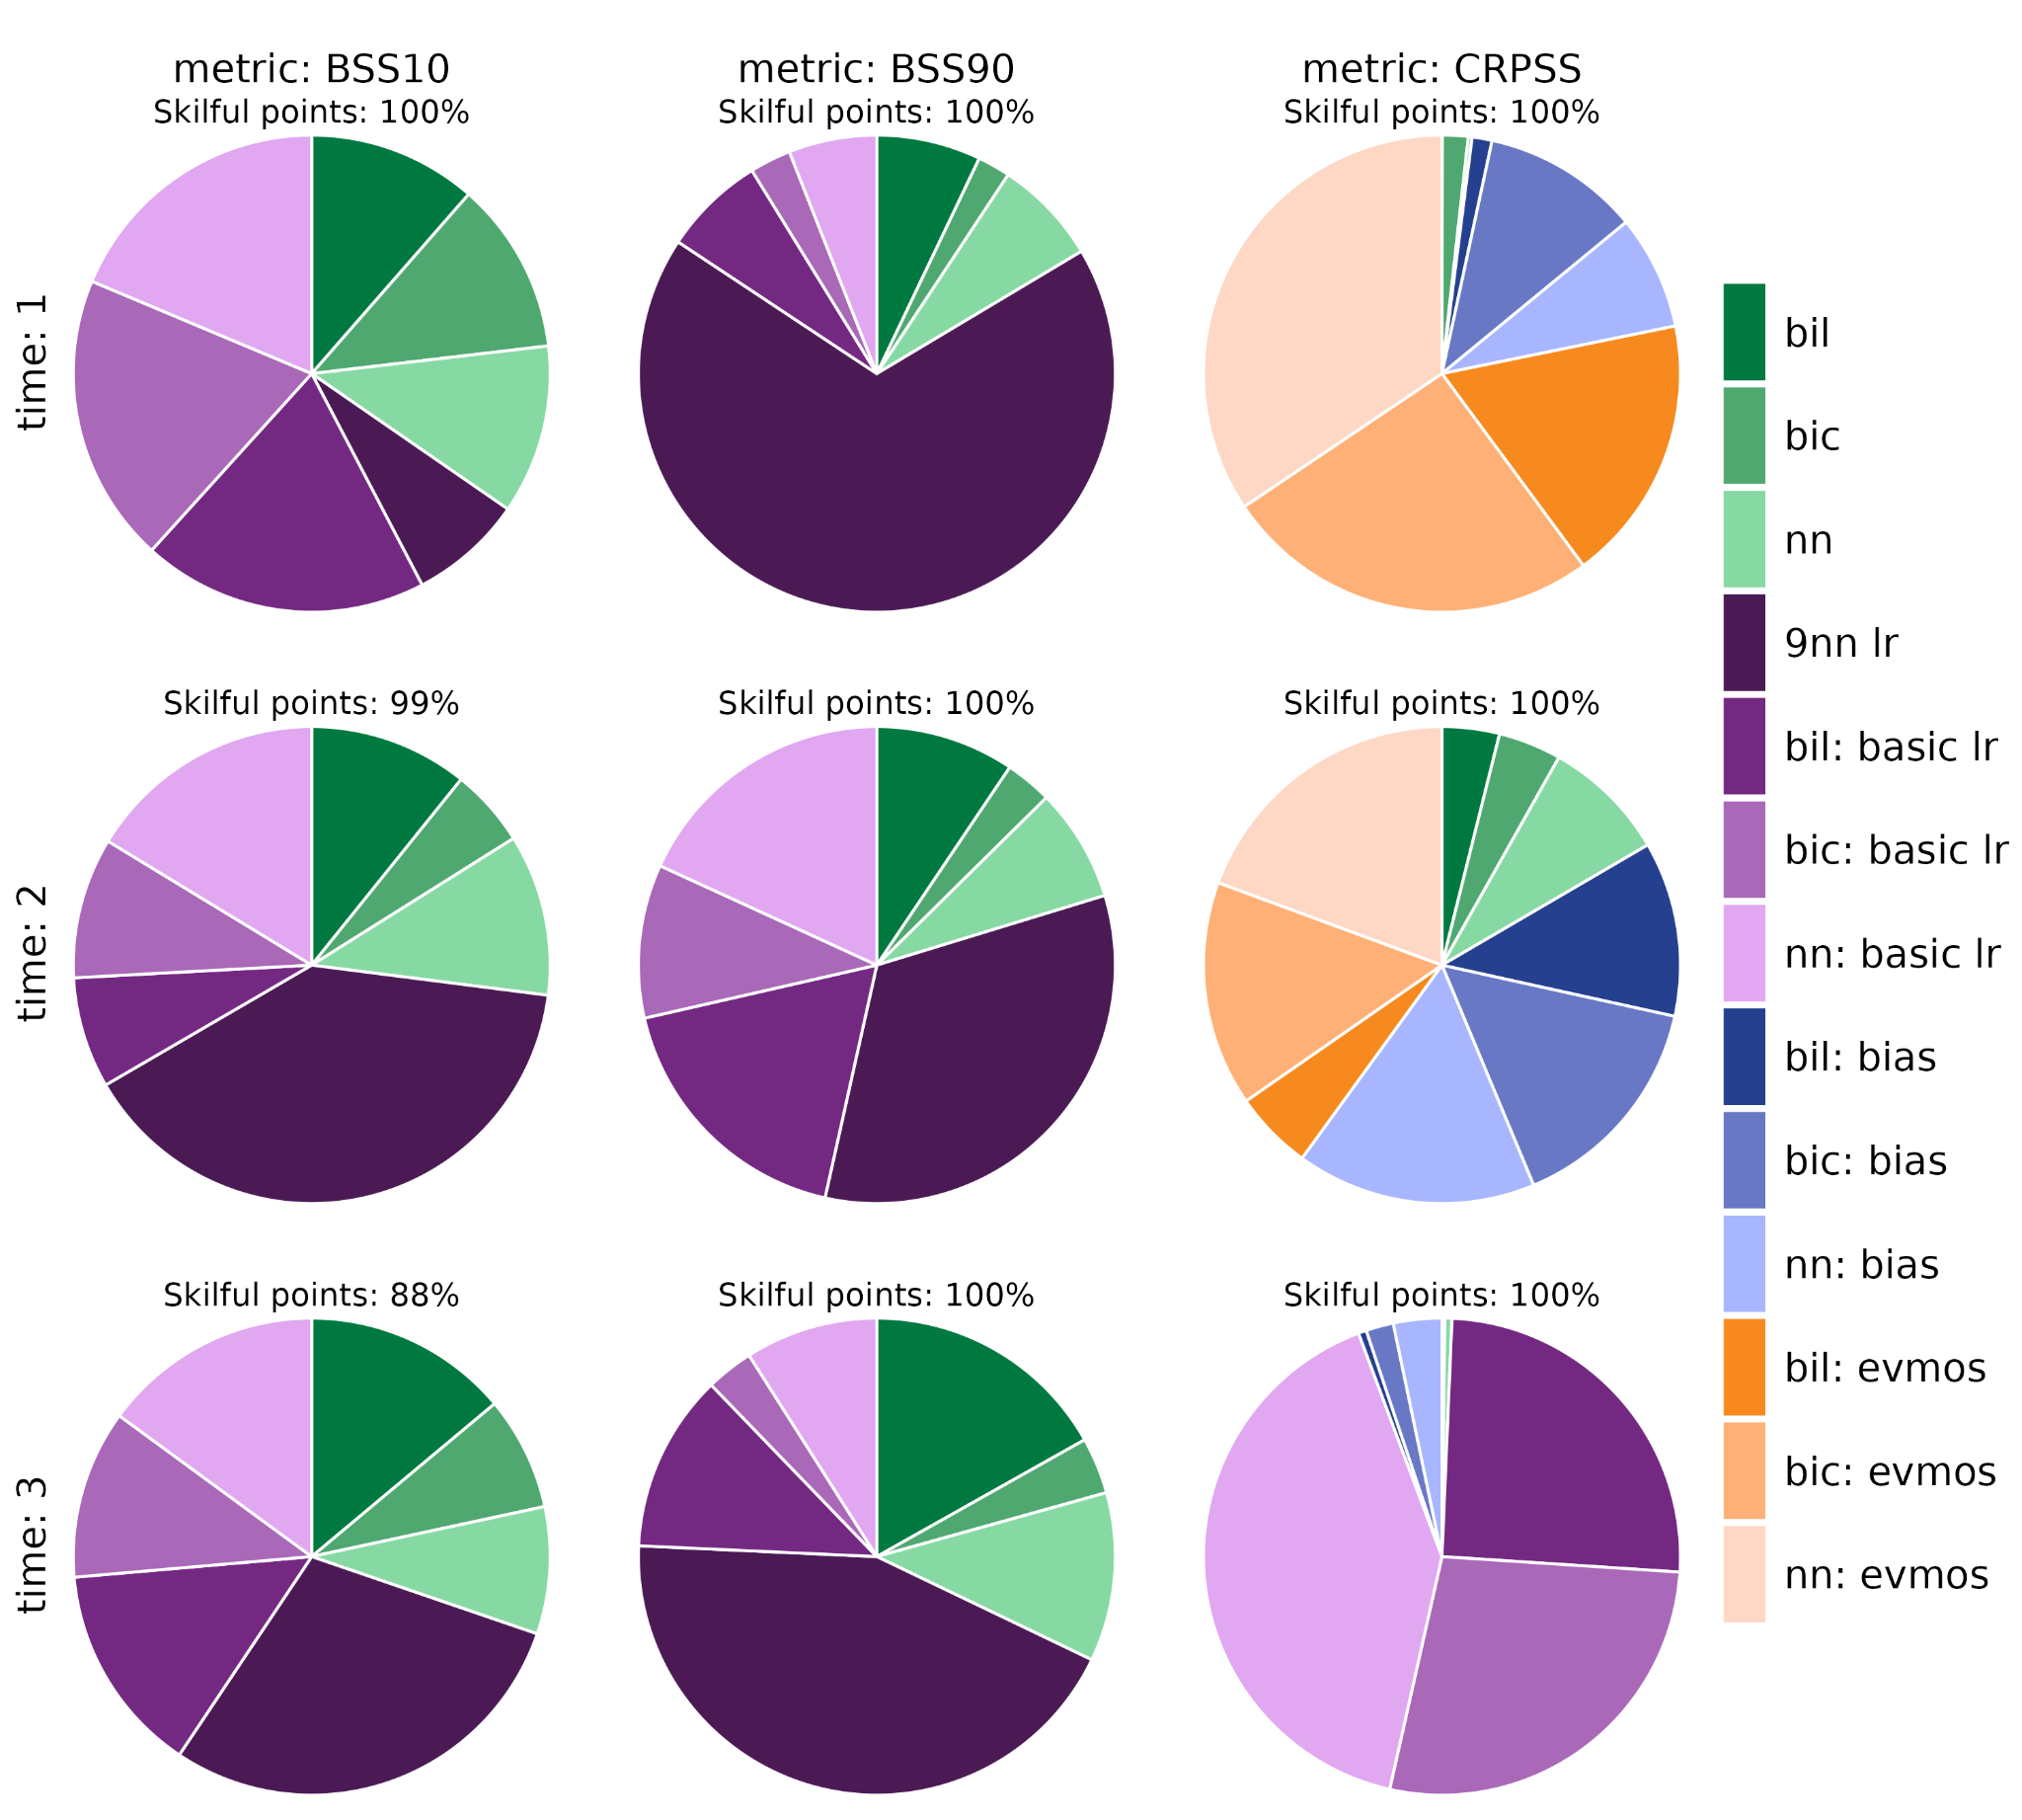 metric: BSS10
Skilful points: 100%
metric: BSS90
Skilful points: 100%
metric: CRPSS
Skilful points: 100%
time: 1
Skilful points: 99%
Skilful points: 100%
Skilful points: 100%
time: 2
Skilful points: 88%
Skilful points: 100%
Skilful points: 100%
time: 3
bil
bic
nn
9nn lr
bil: basic lr
bic: basic lr
nn: basic lr
bil: bias
bic: bias
nn: bias
bil: evmos
bic: evmos
nn: evmos